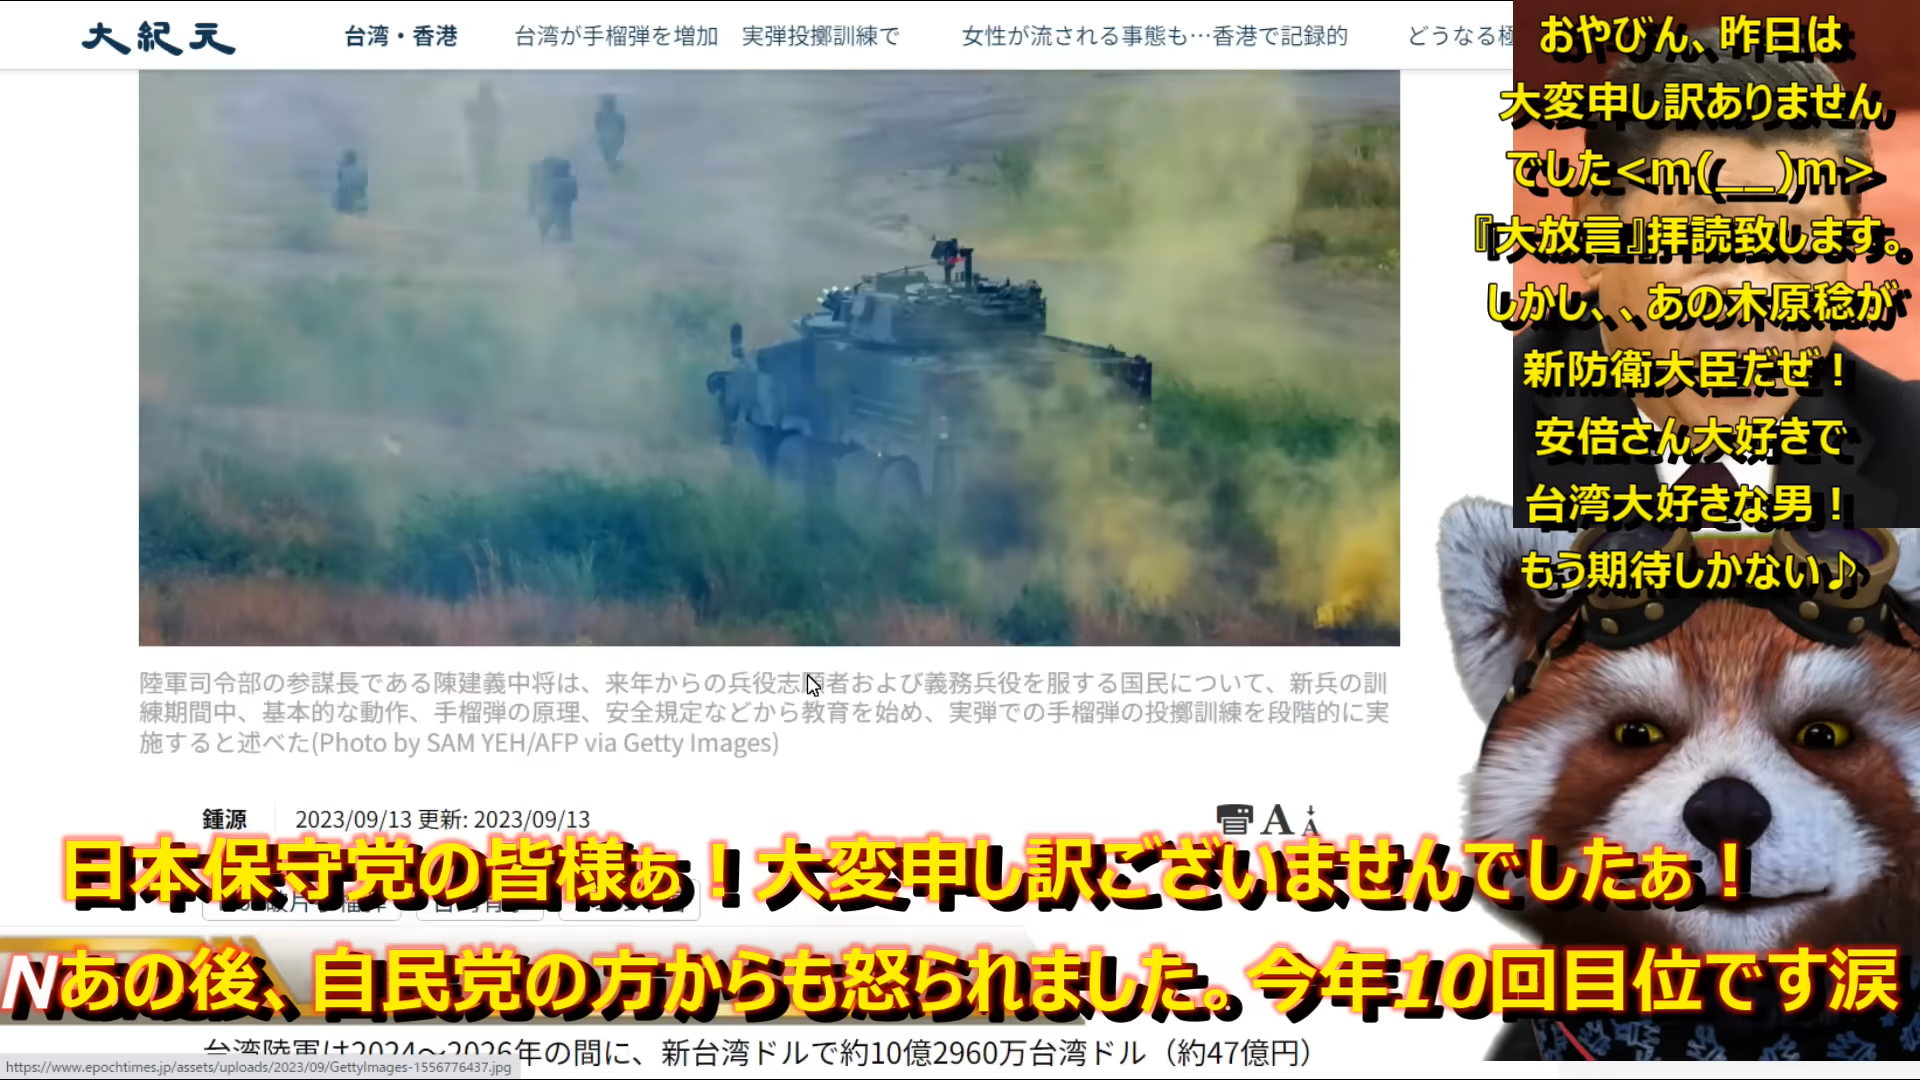 大紀元
台湾・香港 台湾が手榴弾を増加 実弾投擲訓練で 女性が流される事態も…香港で記録的 どうなる極
おやびん、昨日は
大変申し訳ありません
でした<m(__)m>
『大放言』拝読致します。
しかし、、あの木原稔が
新防衛大臣だぜ！
安倍さん大好きで
台湾大好きな男！
もう期待しかない♪
陸軍司令部の参謀長である陳建義中将は、来年からの兵役志願者および義務兵役を服する国民について、新兵の訓
練期間中、基本的な動作、手榴弾の原理、安全規定などから教育を始め、実弾での手榴弾の投擲訓練を段階的に実
施すると述べた(Photo by SAM YEH/AFP via Getty Images)
鍾源 2023/09/13 更新: 2023/09/13
日本保守党の皆様ぁ！大変申し訳ございませんでしたぁ！
Nあの後、自民党の方からも怒られました。今年10回目位です涙
台湾陸軍は2024～2026年の間に、新台湾ドルで約10億2960万台湾ドル（約47億円）
https://www.epochtimes.jp/assets/uploads/2023/09/GettyImages-1556776437.jpg